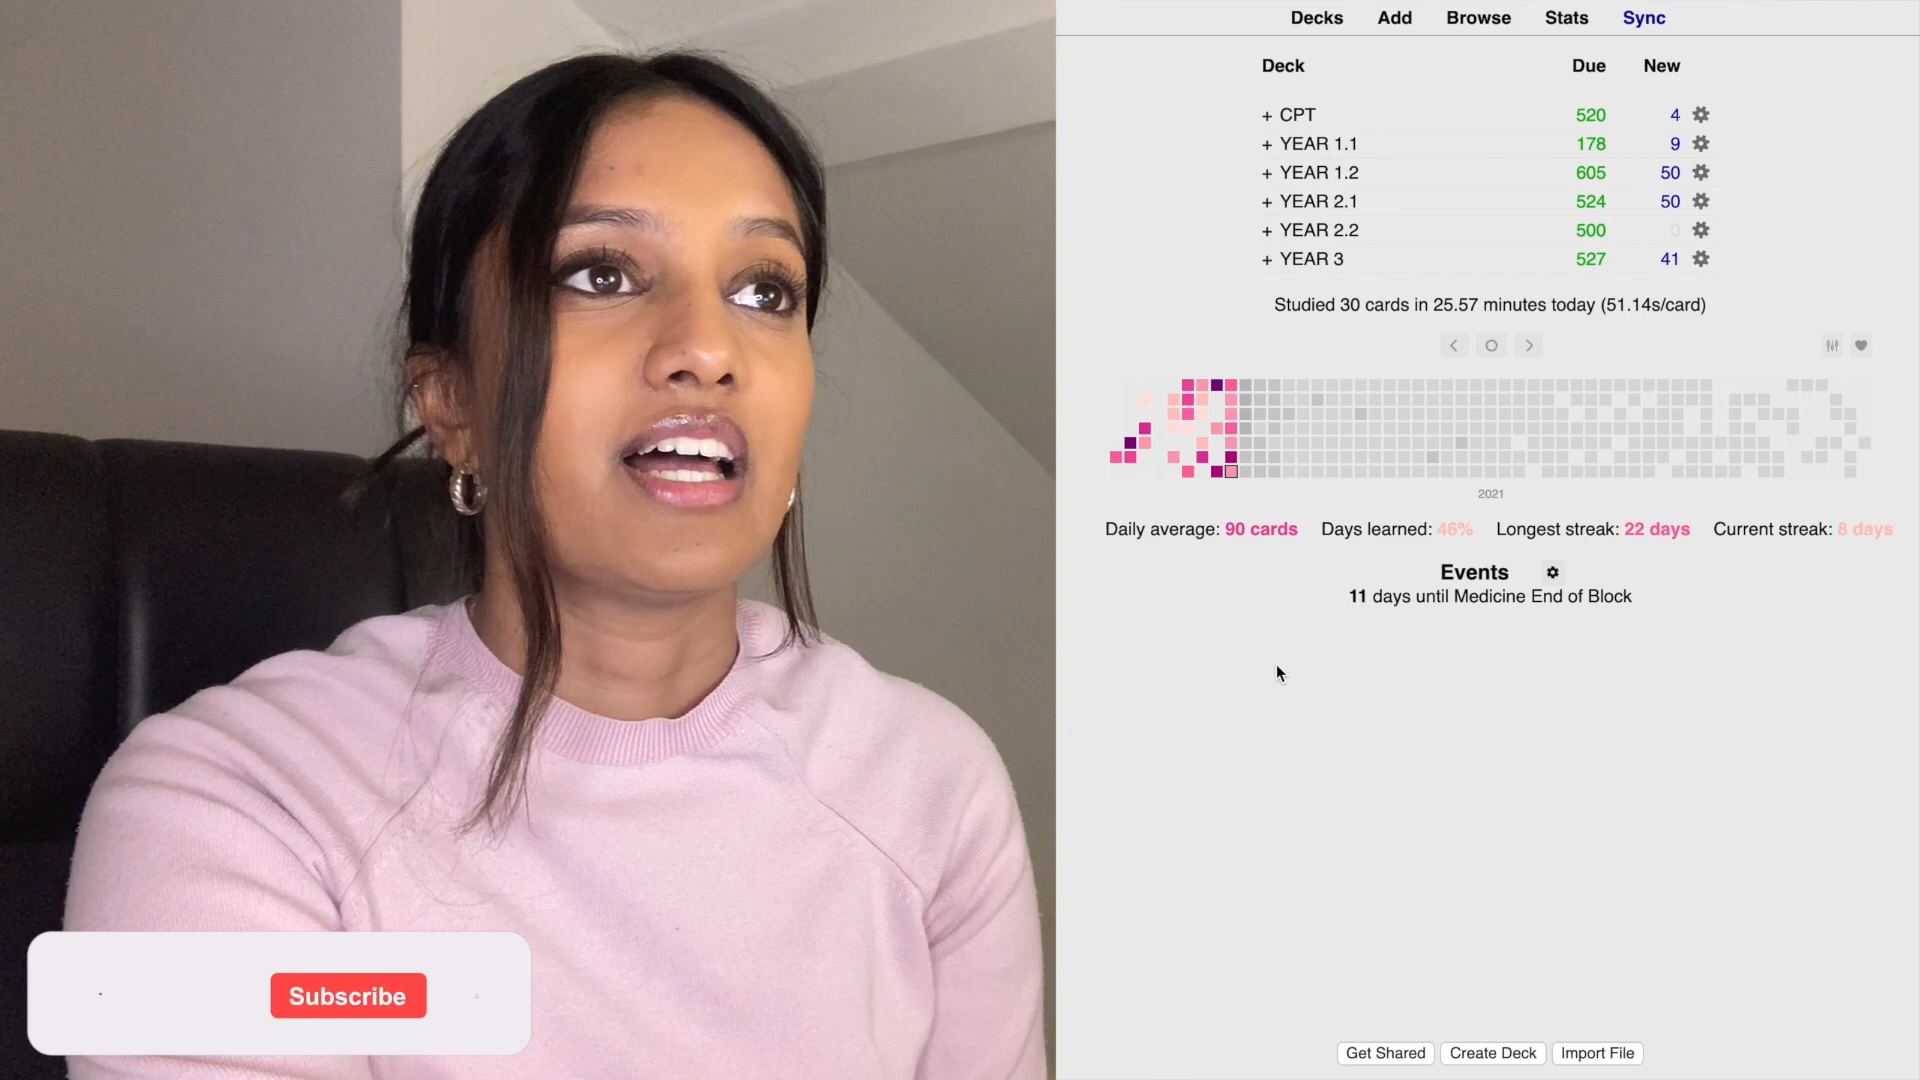 Decks Add Browse Stats Sync
Deck Due New
+ CPT 520 4
+ YEAR 1.1 178 9
+ YEAR 1.2 605 50
+ YEAR 2.1 524 50
+ YEAR 2.2 500 0
+ YEAR 3 527 41
Studied 30 cards in 25.57 minutes today (51.14s/card)
2021
Daily average: 90 cards Days learned: 46% Longest streak: 22 days Current streak: 8 days
Events
11 days until Medicine End of Block
Get Shared Create Deck Import File
Subscribe